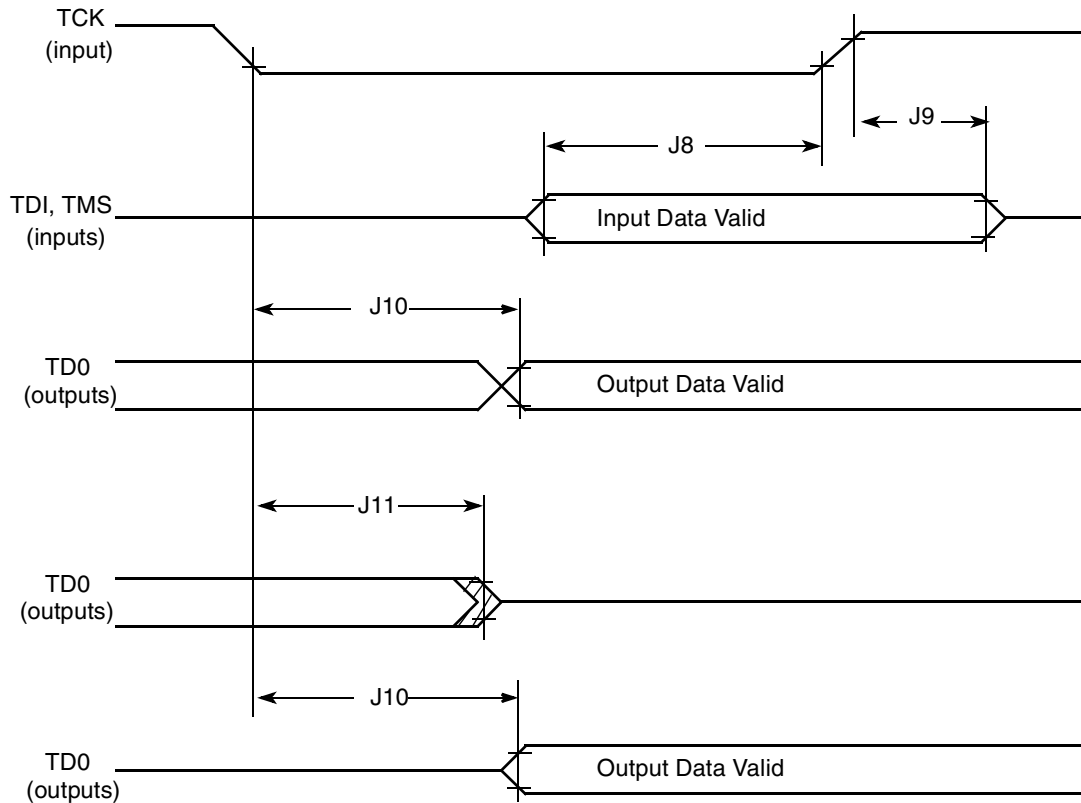 TCK
(input)
J9
J8
TDI, TMS
(inputs)
Input Data Valid
J10
TD0
(outputs)
Output Data Valid
J11
TD0
(outputs)
J10
TD0
(outputs)
Output Data Valid